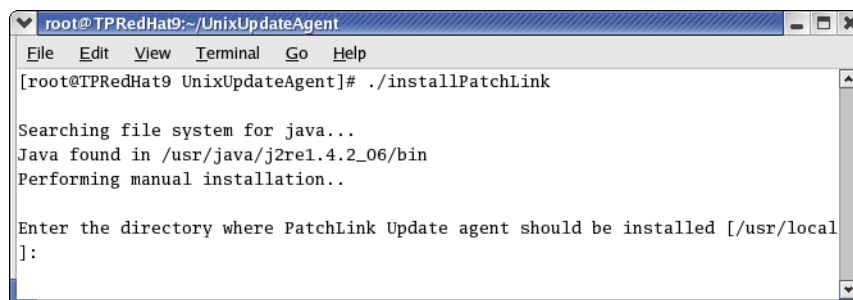 root@TPRedHat9:~/UnixUpdateAgent
File Edit View Terminal Go Help
[root@TPRedHat9 UnixUpdateAgent]# ./installPatchLink
Searching file system for java...
Java found in /usr/java/j2re1.4.2_06/bin
Performing manual installation..
Enter the directory where PatchLink Update agent should be installed [/usr/local
]: